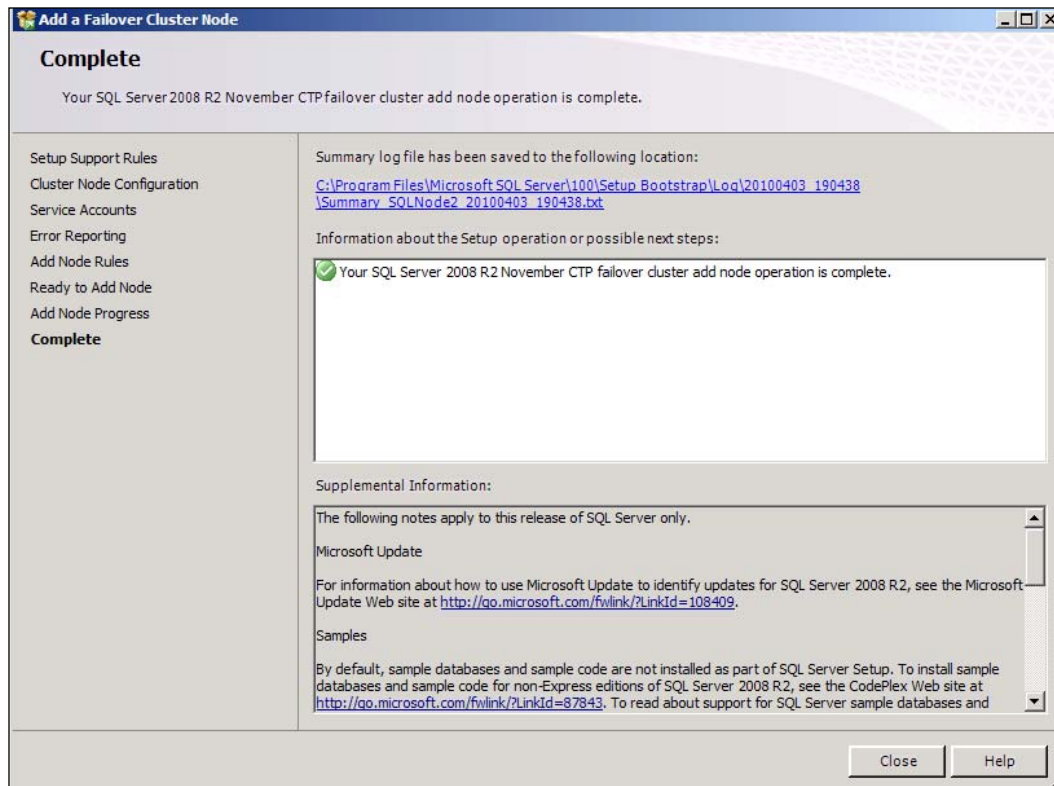 Add a Failover Cluster Node
Complete
Your SQL Server 2008 R2 November CTP failover cluster add node operation is complete.
Setup Support Rules
Cluster Node Configuration
Service Accounts
Error Reporting
Add Node Rules
Ready to Add Node
Add Node Progress
Complete
Summary log file has been saved to the following location:
C:\Program Files\Microsoft SQL Server\100\Setup Bootstrap\Log\20100403_190438
\Summary_SQLNode2_20100403_190438.txt
Information about the Setup operation or possible next steps:
Your SQL Server 2008 R2 November CTP failover cluster add node operation is complete.
Supplemental Information:
The following notes apply to this release of SQL Server only.
Microsoft Update
For information about how to use Microsoft Update to identify updates for SQL Server 2008 R2, see the Microsoft
Update Web site at http://go.microsoft.com/fwlink/?LinkId=108409.
Samples
By default, sample databases and sample code are not installed as part of SQL Server Setup. To install sample
databases and sample code for non-Express editions of SQL Server 2008 R2, see the CodePlex Web site at
http://go.microsoft.com/fwlink/?LinkId=87843. To read about support for SQL Server sample databases and
Close
Help